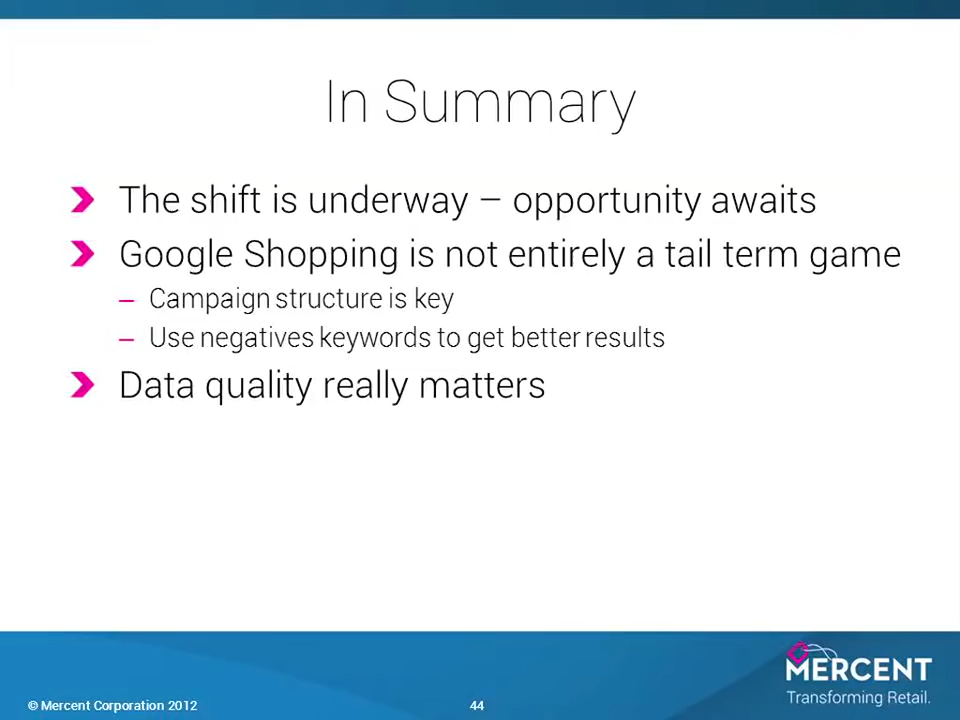 In Summary
The shift is underway – opportunity awaits
Google Shopping is not entirely a tail term game
– Campaign structure is key
– Use negatives keywords to get better results
Data quality really matters
MERCENT
Transforming Retail.
© Mercent Corporation 2012
44